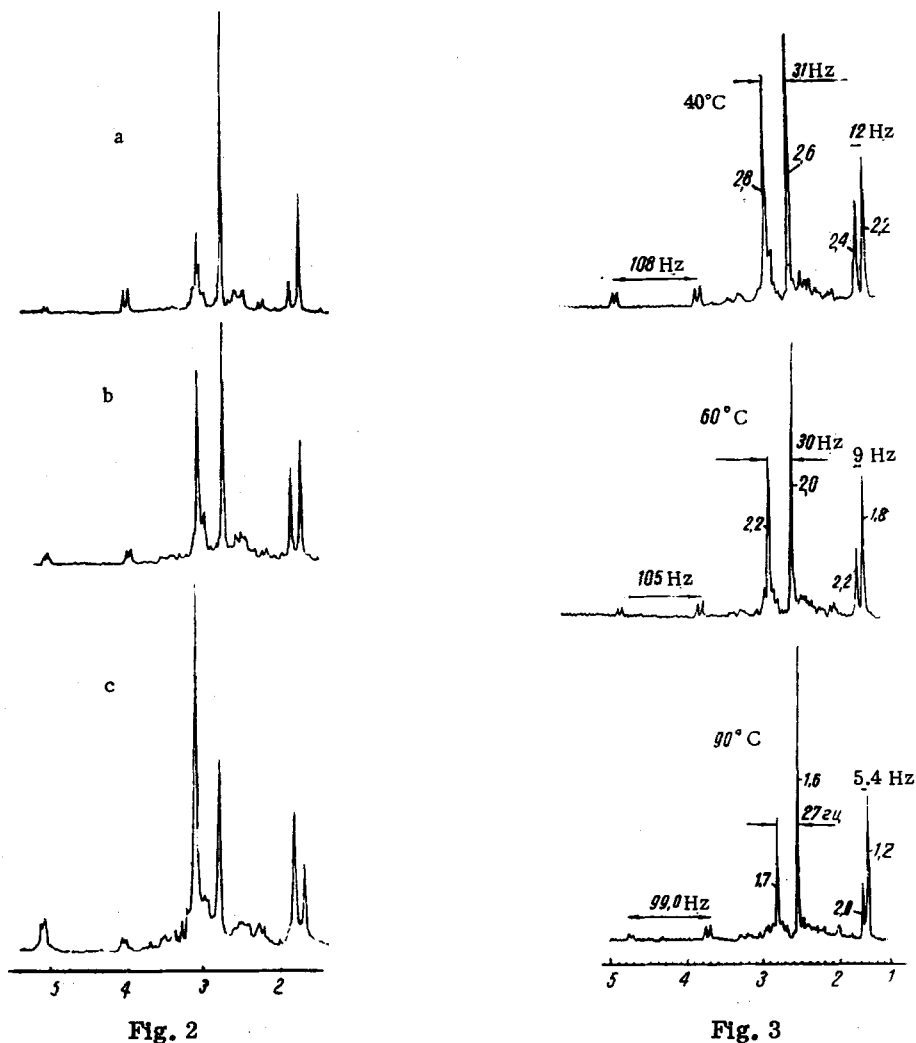 a
b
c
5 4 3 2
Fig. 2
40°C
31 Hz
12 Hz
2,8
2,6
2,4
2,2
108 Hz
60°C
30 Hz
9 Hz
2,0
2,2
1,8
2,2
105 Hz
90°C
1,6
5.4 Hz
27 гц
1,7
1,2
2,0
99,0 Hz
5 4 3 2 1
Fig. 3